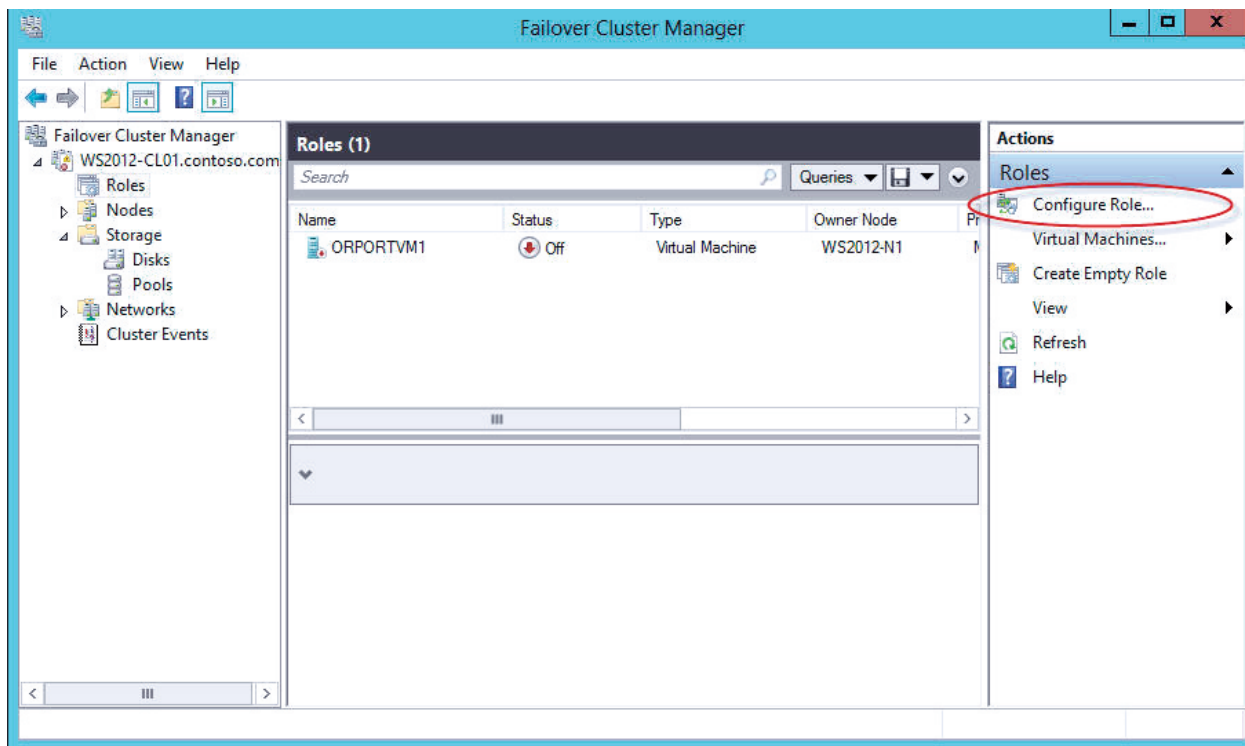 Failover Cluster Manager
File Action View Help
Failover Cluster Manager
WS2012-CL01.contoso.com
Roles
Nodes
Storage
Disks
Pools
Networks
Cluster Events
Roles (1)
Search
Queries
Name Status Type Owner Node
ORPORTVM1 Off Virtual Machine WS2012-N1
Actions
Roles
Configure Role...
Virtual Machines...
Create Empty Role
View
Refresh
Help